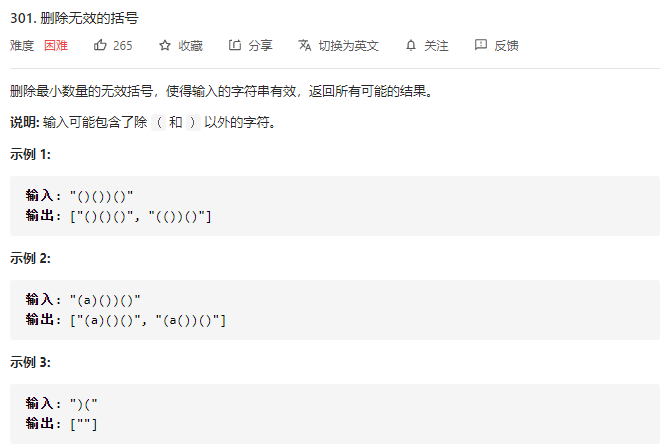 301. 删除无效的括号
难度 困难 265 收藏 分享 切换为英文 关注 反馈
删除最小数量的无效括号，使得输入的字符串有效，返回所有可能的结果。
说明: 输入可能包含了除 ( 和 ) 以外的字符。
示例 1:
输入: "()())()"
输出: ["()()()", "(())()"]
示例 2:
输入: "(a)())()"
输出: ["(a)()()", "(a())()"]
示例 3:
输入: ")("
输出: [""]